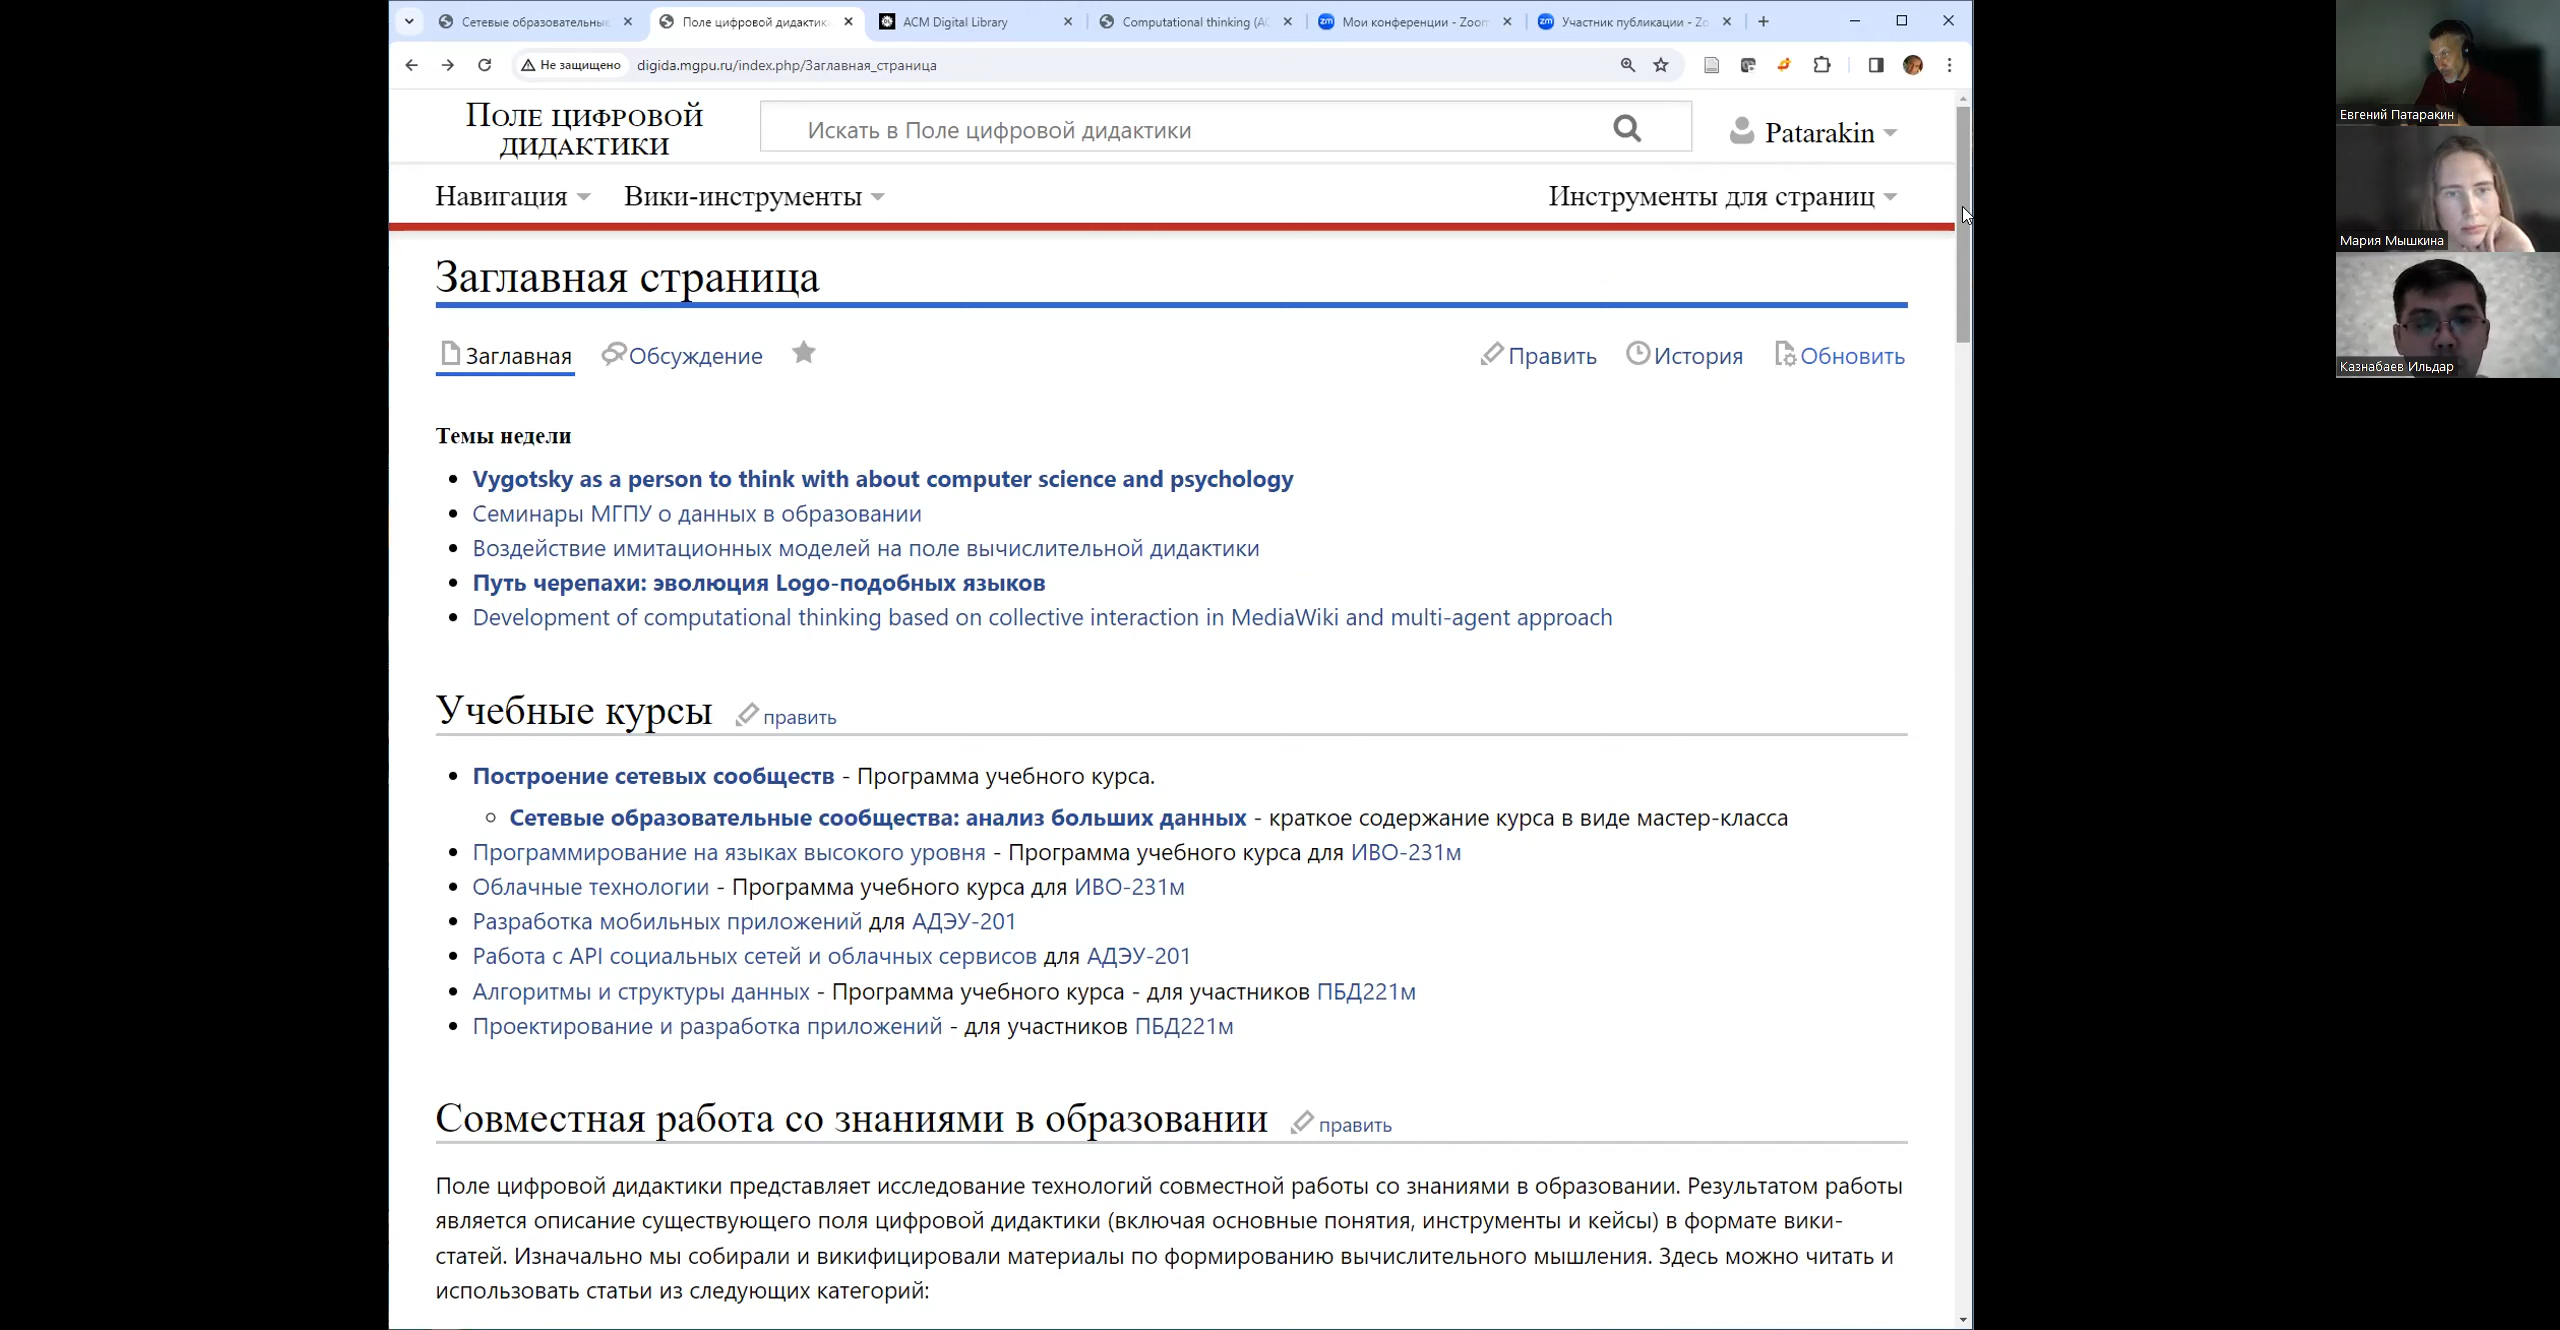 Сетевые образовательные
Поле цифровой дидактик
ACM Digital Library
Computational thinking (AC
Мои конференции - Zoom
Участник публикации - Zo
Не защищено
digida.mgpu.ru/index.php/Заглавная_страница
Поле цифровой дидактики
Искать в Поле цифровой дидактики
Patarakin
Навигация
Вики-инструменты
Инструменты для страниц
Заглавная страница
Заглавная
Обсуждение
Править
История
Обновить
Темы недели
Vygotsky as a person to think with about computer science and psychology
Семинары МГПУ о данных в образовании
Воздействие имитационных моделей на поле вычислительной дидактики
Путь черепахи: эволюция Logo-подобных языков
Development of computational thinking based on collective interaction in MediaWiki and multi-agent approach
Учебные курсы
править
Построение сетевых сообществ - Программа учебного курса.
Сетевые образовательные сообщества: анализ больших данных - краткое содержание курса в виде мастер-класса
Программирование на языках высокого уровня - Программа учебного курса для ИВО-231м
Облачные технологии - Программа учебного курса для ИВО-231м
Разработка мобильных приложений для АДЭУ-201
Работа с API социальных сетей и облачных сервисов для АДЭУ-201
Алгоритмы и структуры данных - Программа учебного курса - для участников ПБД221м
Проектирование и разработка приложений - для участников ПБД221м
Совместная работа со знаниями в образовании
править
Поле цифровой дидактики представляет исследование технологий совместной работы со знаниями в образовании. Результатом работы
является описание существующего поля цифровой дидактики (включая основные понятия, инструменты и кейсы) в формате вики-
статей. Изначально мы собирали и викифицировали материалы по формированию вычислительного мышления. Здесь можно читать и
использовать статьи из следующих категорий:
Евгений Патаракин
Мария Мышкина
Казнабаев Ильдар